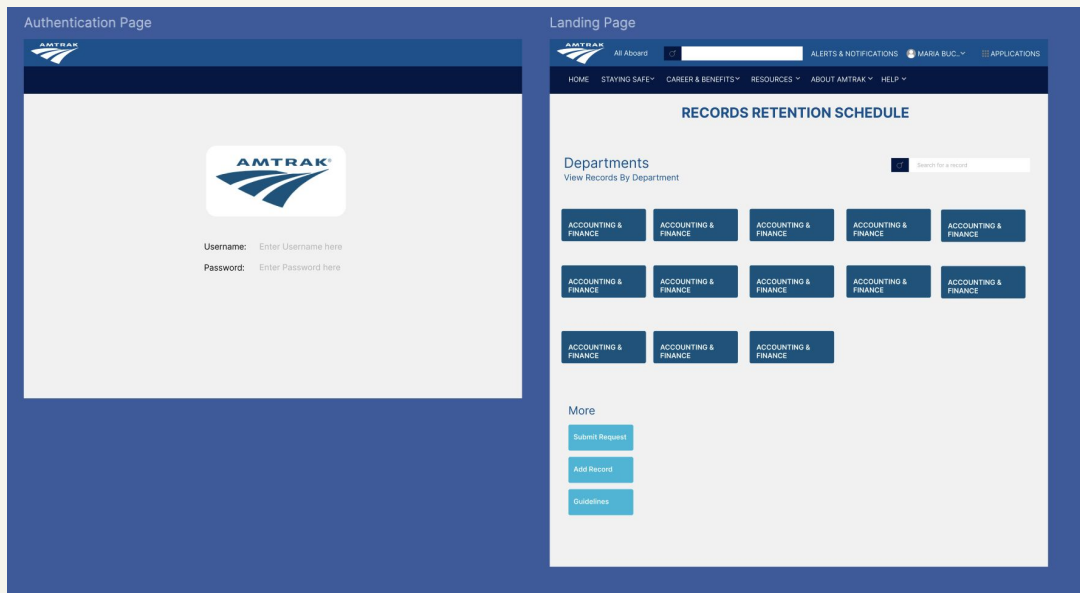 Authentication Page
AMTRAK
AMTRAK®
Username: Enter Username here
Password: Enter Password here
Landing Page
AMTRAK
All Aboard
ALERTS & NOTIFICATIONS
MARIA BUC..
APPLICATIONS
HOME STAYING SAFE CAREER & BENEFITS RESOURCES ABOUT AMTRAK HELP
RECORDS RETENTION SCHEDULE
Departments
View Records By Department
Search for a record
ACCOUNTING &
FINANCE
ACCOUNTING &
FINANCE
ACCOUNTING &
FINANCE
ACCOUNTING &
FINANCE
ACCOUNTING &
FINANCE
ACCOUNTING &
FINANCE
ACCOUNTING &
FINANCE
ACCOUNTING &
FINANCE
ACCOUNTING &
FINANCE
ACCOUNTING &
FINANCE
ACCOUNTING &
FINANCE
ACCOUNTING &
FINANCE
ACCOUNTING &
FINANCE
More
Submit Request
Add Record
Guidelines